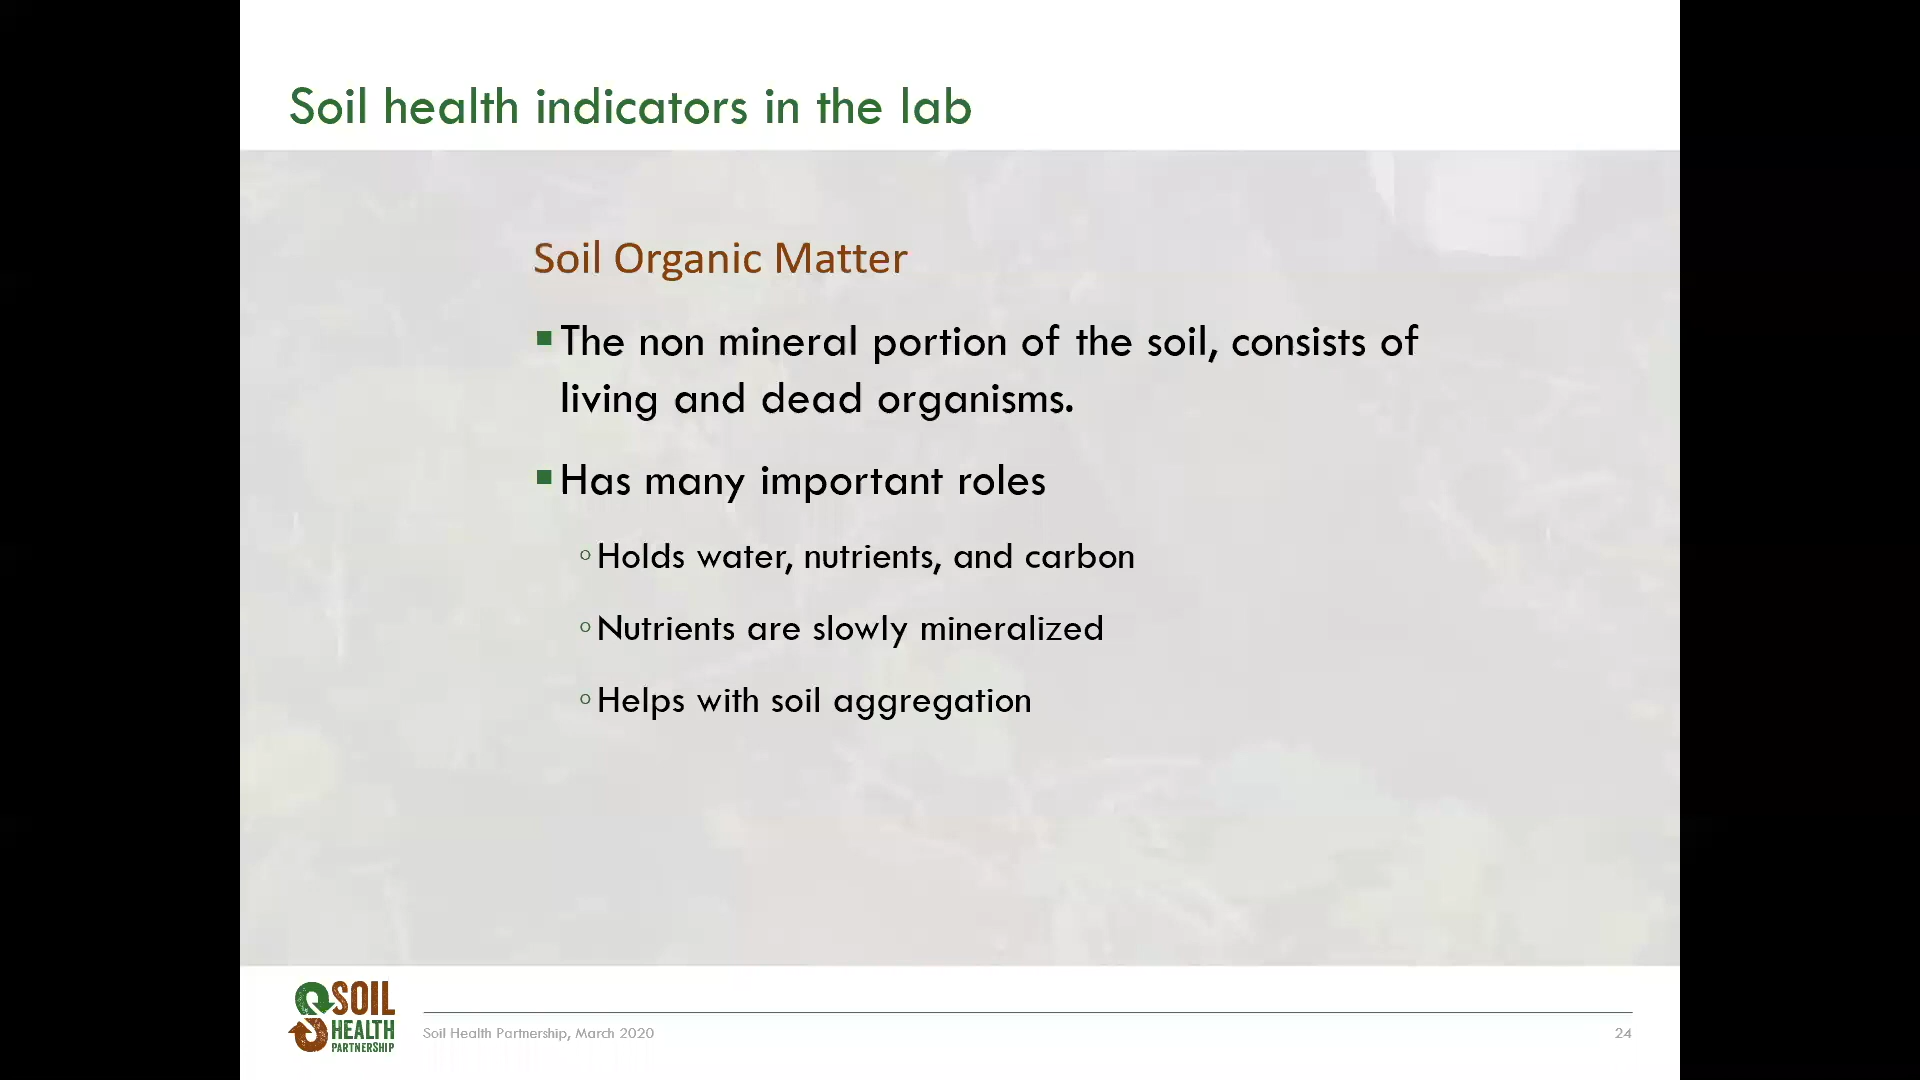 Soil health indicators in the lab
Soil Organic Matter
▪The non mineral portion of the soil, consists of
living and dead organisms.
▪Has many important roles
◦Holds water, nutrients, and carbon
◦Nutrients are slowly mineralized
◦Helps with soil aggregation
SOIL
HEALTH
PARTNERSHIP
Soil Health Partnership, March 2020
24